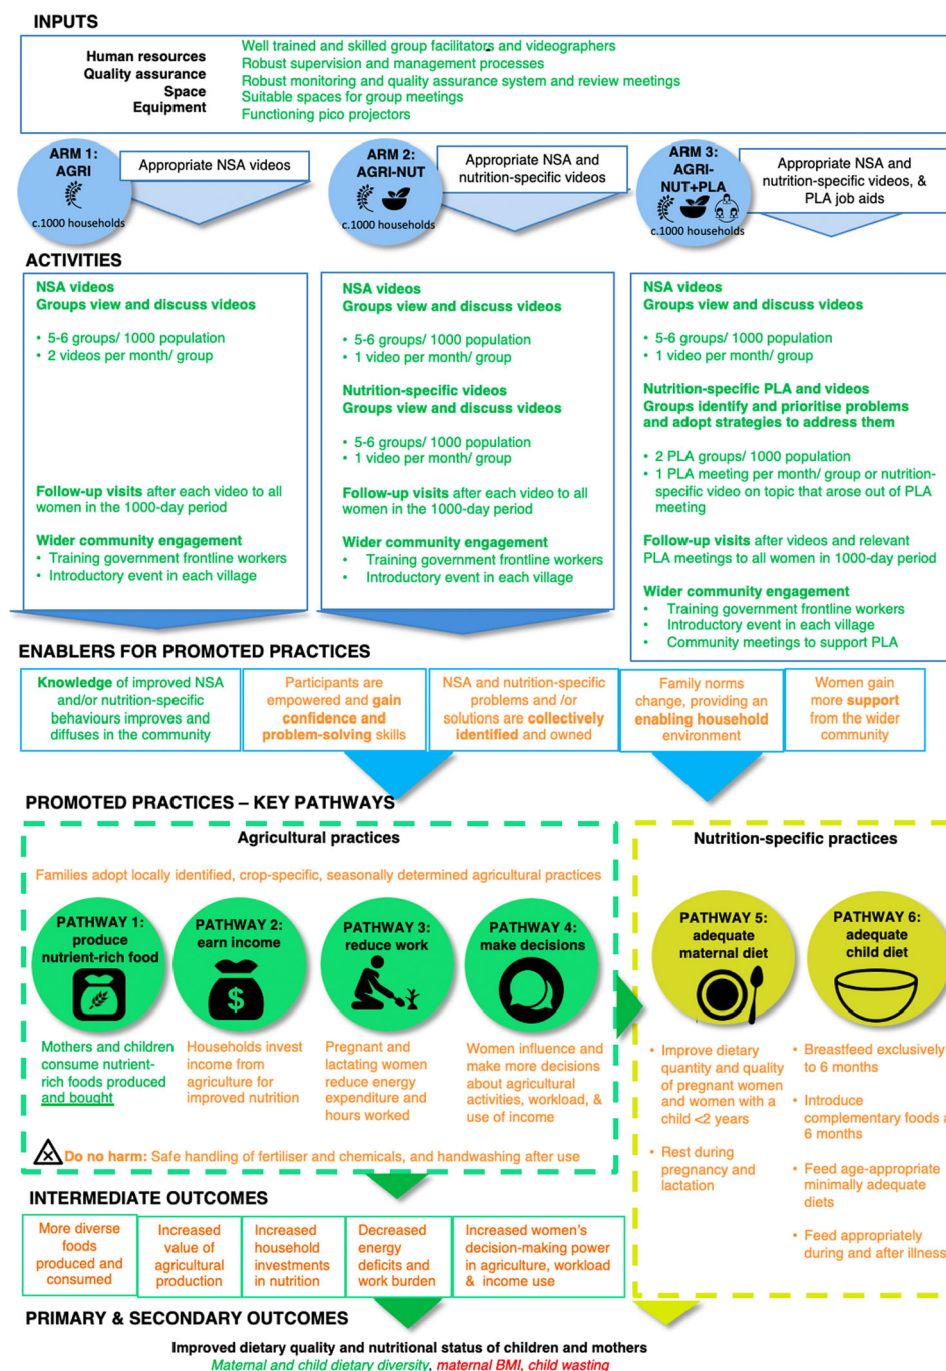 INPUTS
Human resources
Quality assurance
Space
Equipment
Well trained and skilled group facilitators and videographers
Robust supervision and management processes
Robust monitoring and quality assurance system and review meetings
Suitable spaces for group meetings
Functioning pico projectors
ARM 1:
AGRI
c.1000 households
Appropriate NSA videos
ARM 2:
AGRI-NUT
c.1000 households
Appropriate NSA and
nutrition-specific videos
ARM 3:
AGRI-
NUT+PLA
c.1000 households
Appropriate NSA and
nutrition-specific videos, &
PLA job aids
ACTIVITIES
NSA videos
Groups view and discuss videos
• 5-6 groups/ 1000 population
• 2 videos per month/ group
Follow-up visits after each video to all
women in the 1000-day period
Wider community engagement
• Training government frontline workers
• Introductory event in each village
NSA videos
Groups view and discuss videos
• 5-6 groups/ 1000 population
• 1 video per month/ group
Nutrition-specific videos
Groups view and discuss videos
• 5-6 groups/ 1000 population
• 1 video per month/ group
Follow-up visits after each video to all
women in the 1000-day period
Wider community engagement
• Training government frontline workers
• Introductory event in each village
NSA videos
Groups view and discuss videos
• 5-6 groups/ 1000 population
• 1 video per month/ group
Nutrition-specific PLA and videos
Groups identify and prioritise problems
and adopt strategies to address them
• 2 PLA groups/ 1000 population
• 1 PLA meeting per month/ group or nutrition-
specific video on topic that arose out of PLA
meeting
Follow-up visits after videos and relevant
PLA meetings to all women in 1000-day period
Wider community engagement
• Training government frontline workers
• Introductory event in each village
• Community meetings to support PLA
ENABLERS FOR PROMOTED PRACTICES
Knowledge of improved NSA
and/or nutrition-specific
behaviours improves and
diffuses in the community
Participants are
empowered and gain
confidence and
problem-solving skills
NSA and nutrition-specific
problems and /or
solutions are collectively
identified and owned
Family norms
change, providing an
enabling household
environment
Women gain
more support
from the wider
community
PROMOTED PRACTICES – KEY PATHWAYS
Agricultural practices
Families adopt locally identified, crop-specific, seasonally determined agricultural practices
PATHWAY 1:
produce
nutrient-rich food
Mothers and children
consume nutrient-
rich foods produced
and bought
PATHWAY 2:
earn income
$
Households invest
income from
agriculture for
improved nutrition
PATHWAY 3:
reduce work
Pregnant and
lactating women
reduce energy
expenditure and
hours worked
PATHWAY 4:
make decisions
Women influence and
make more decisions
about agricultural
activities, workload, &
use of income
Do no harm: Safe handling of fertiliser and chemicals, and handwashing after use
Nutrition-specific practices
PATHWAY 5:
adequate
maternal diet
• Improve dietary
quantity and quality
of pregnant women
and women with a
child <2 years
• Rest during
pregnancy and
lactation
PATHWAY 6:
adequate
child diet
• Breastfeed exclusively
to 6 months
• Introduce
complementary foods a
6 months
• Feed age-appropriate
minimally adequate
diets
• Feed appropriately
during and after illness
INTERMEDIATE OUTCOMES
More diverse
foods
produced and
consumed
Increased
value of
agricultural
production
Increased
household
investments
in nutrition
Decreased
energy
deficits and
work burden
Increased women's
decision-making power
in agriculture, workload
& income use
PRIMARY & SECONDARY OUTCOMES
Improved dietary quality and nutritional status of children and mothers
Maternal and child dietary diversity, maternal BMI, child wasting